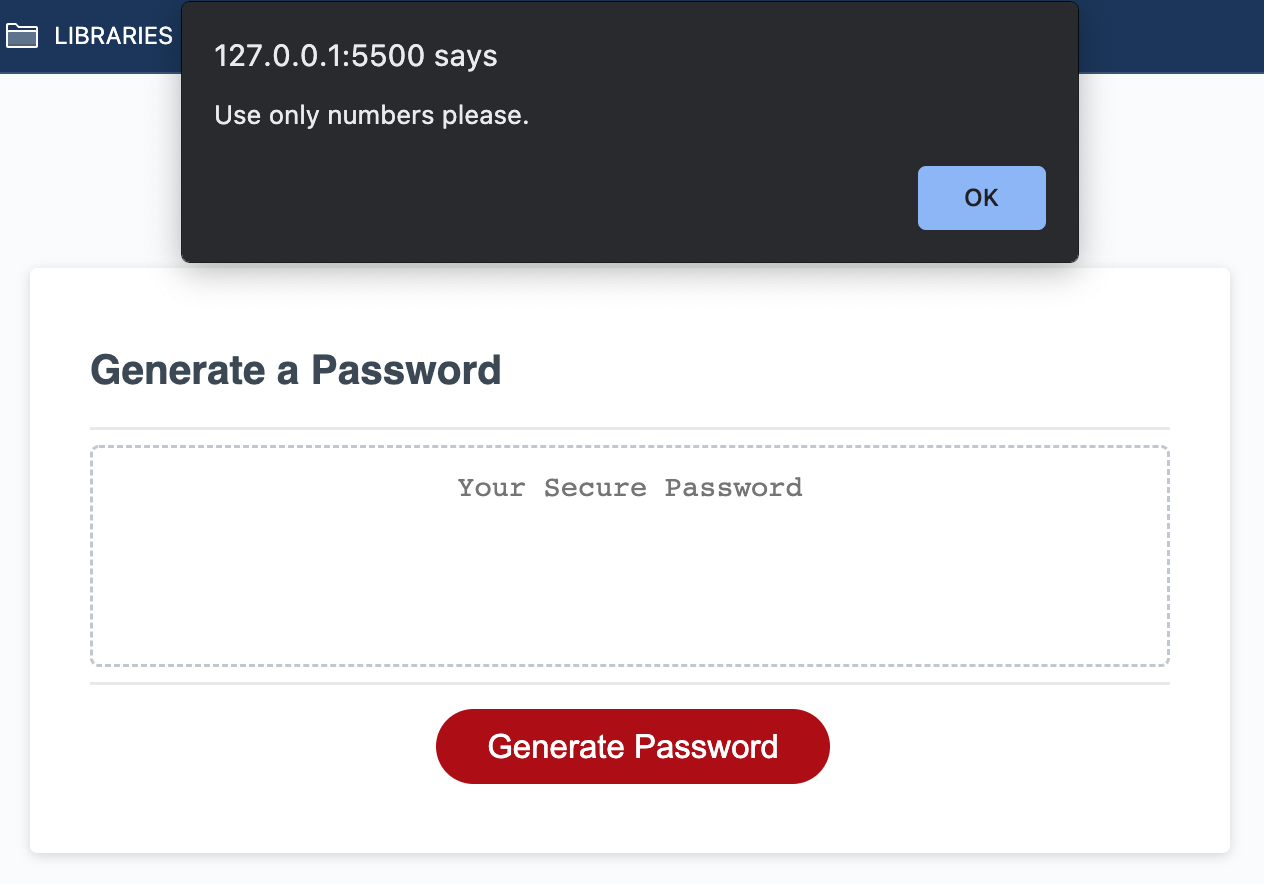 LIBRARIES
127.0.0.1:5500 says
Use only numbers please.
OK
Generate a Password
Your Secure Password
Generate Password